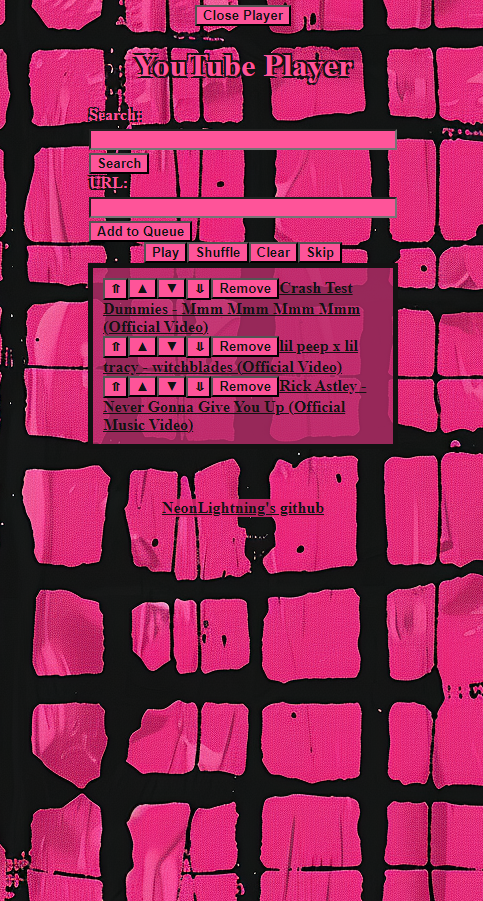 Close Player
YouTube Player
Search:
Search
URL:
Add to Queue
Play Shuffle Clear Skip
⇑ ▲ ▼ ⇓ Remove Crash Test
Dummies - Mmm Mmm Mmm Mmm
(Official Video)
⇑ ▲ ▼ ⇓ Remove lil peep x lil
tracy - witchblades (Official Video)
⇑ ▲ ▼ ⇓ Remove Rick Astley -
Never Gonna Give You Up (Official
Music Video)
NeonLightning's github